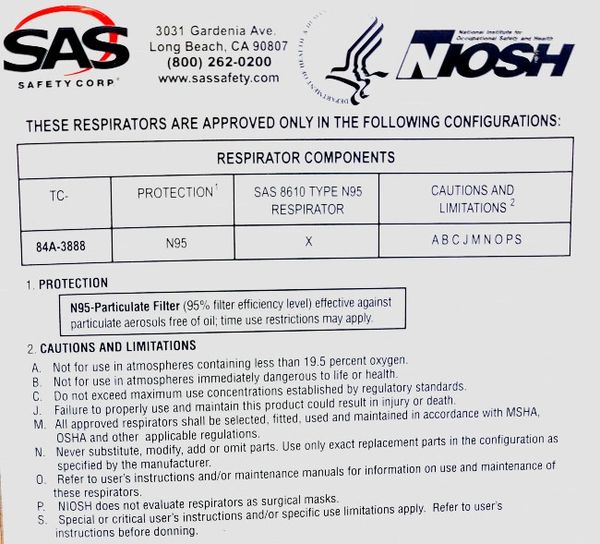 SAS
SAFETY CORP®
3031 Gardenia Ave.
Long Beach, CA 90807
(800) 262-0200
www.sassafety.com
National Institute for
Occupational Safety and Health
NIOSH
THESE RESPIRATORS ARE APPROVED ONLY IN THE FOLLOWING CONFIGURATIONS:
RESPIRATOR COMPONENTS
TC-
PROTECTION1
SAS 8610 TYPE N95
RESPIRATOR
CAUTIONS AND
LIMITATIONS 2
84A-3888
N95
X
A B C J M N O P S
1. PROTECTION
N95-Particulate Filter (95% filter efficiency level) effective against
particulate aerosols free of oil; time use restrictions may apply.
2. CAUTIONS AND LIMITATIONS
A. Not for use in atmospheres containing less than 19.5 percent oxygen.
B. Not for use in atmospheres immediately dangerous to life or health.
C. Do not exceed maximum use concentrations established by regulatory standards.
J. Failure to properly use and maintain this product could result in injury or death.
M. All approved respirators shall be selected, fitted, used and maintained in accordance with MSHA,
OSHA and other applicable regulations.
N. Never substitute, modify, add or omit parts. Use only exact replacement parts in the configuration as
specified by the manufacturer.
O. Refer to user's instructions and/or maintenance manuals for information on use and maintenance of
these respirators.
P. NIOSH does not evaluate respirators as surgical masks.
S. Special or critical user's instructions and/or specific use limitations apply. Refer to user's
instructions before donning.